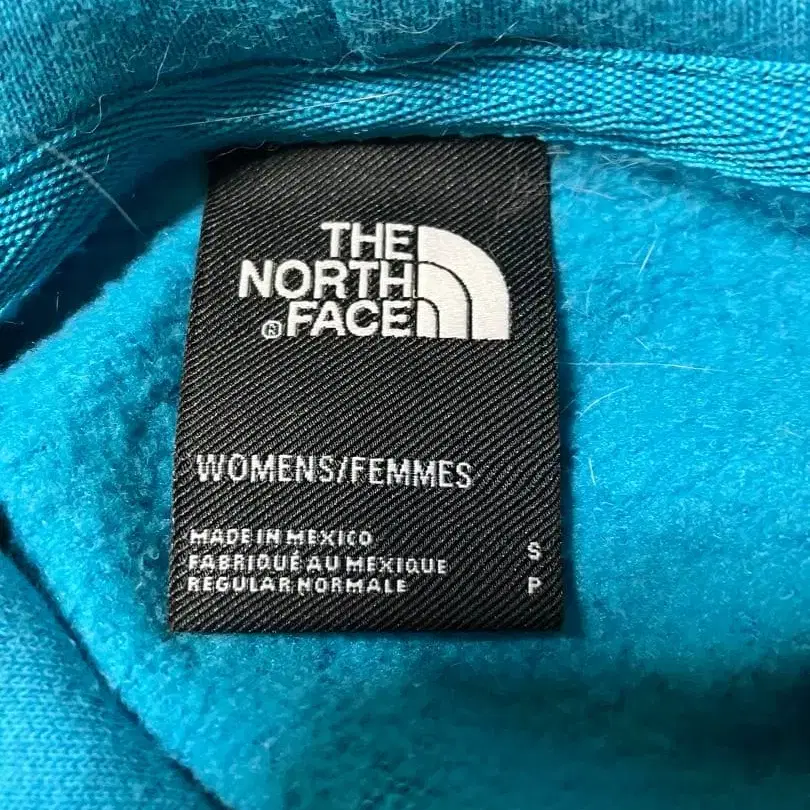 THE
NORTH
®FACE
WOMENS/FEMMES
MADE IN MEXICO
FABRIQUÉ AU MEXIQUE
REGULAR/NORMALE
S
P